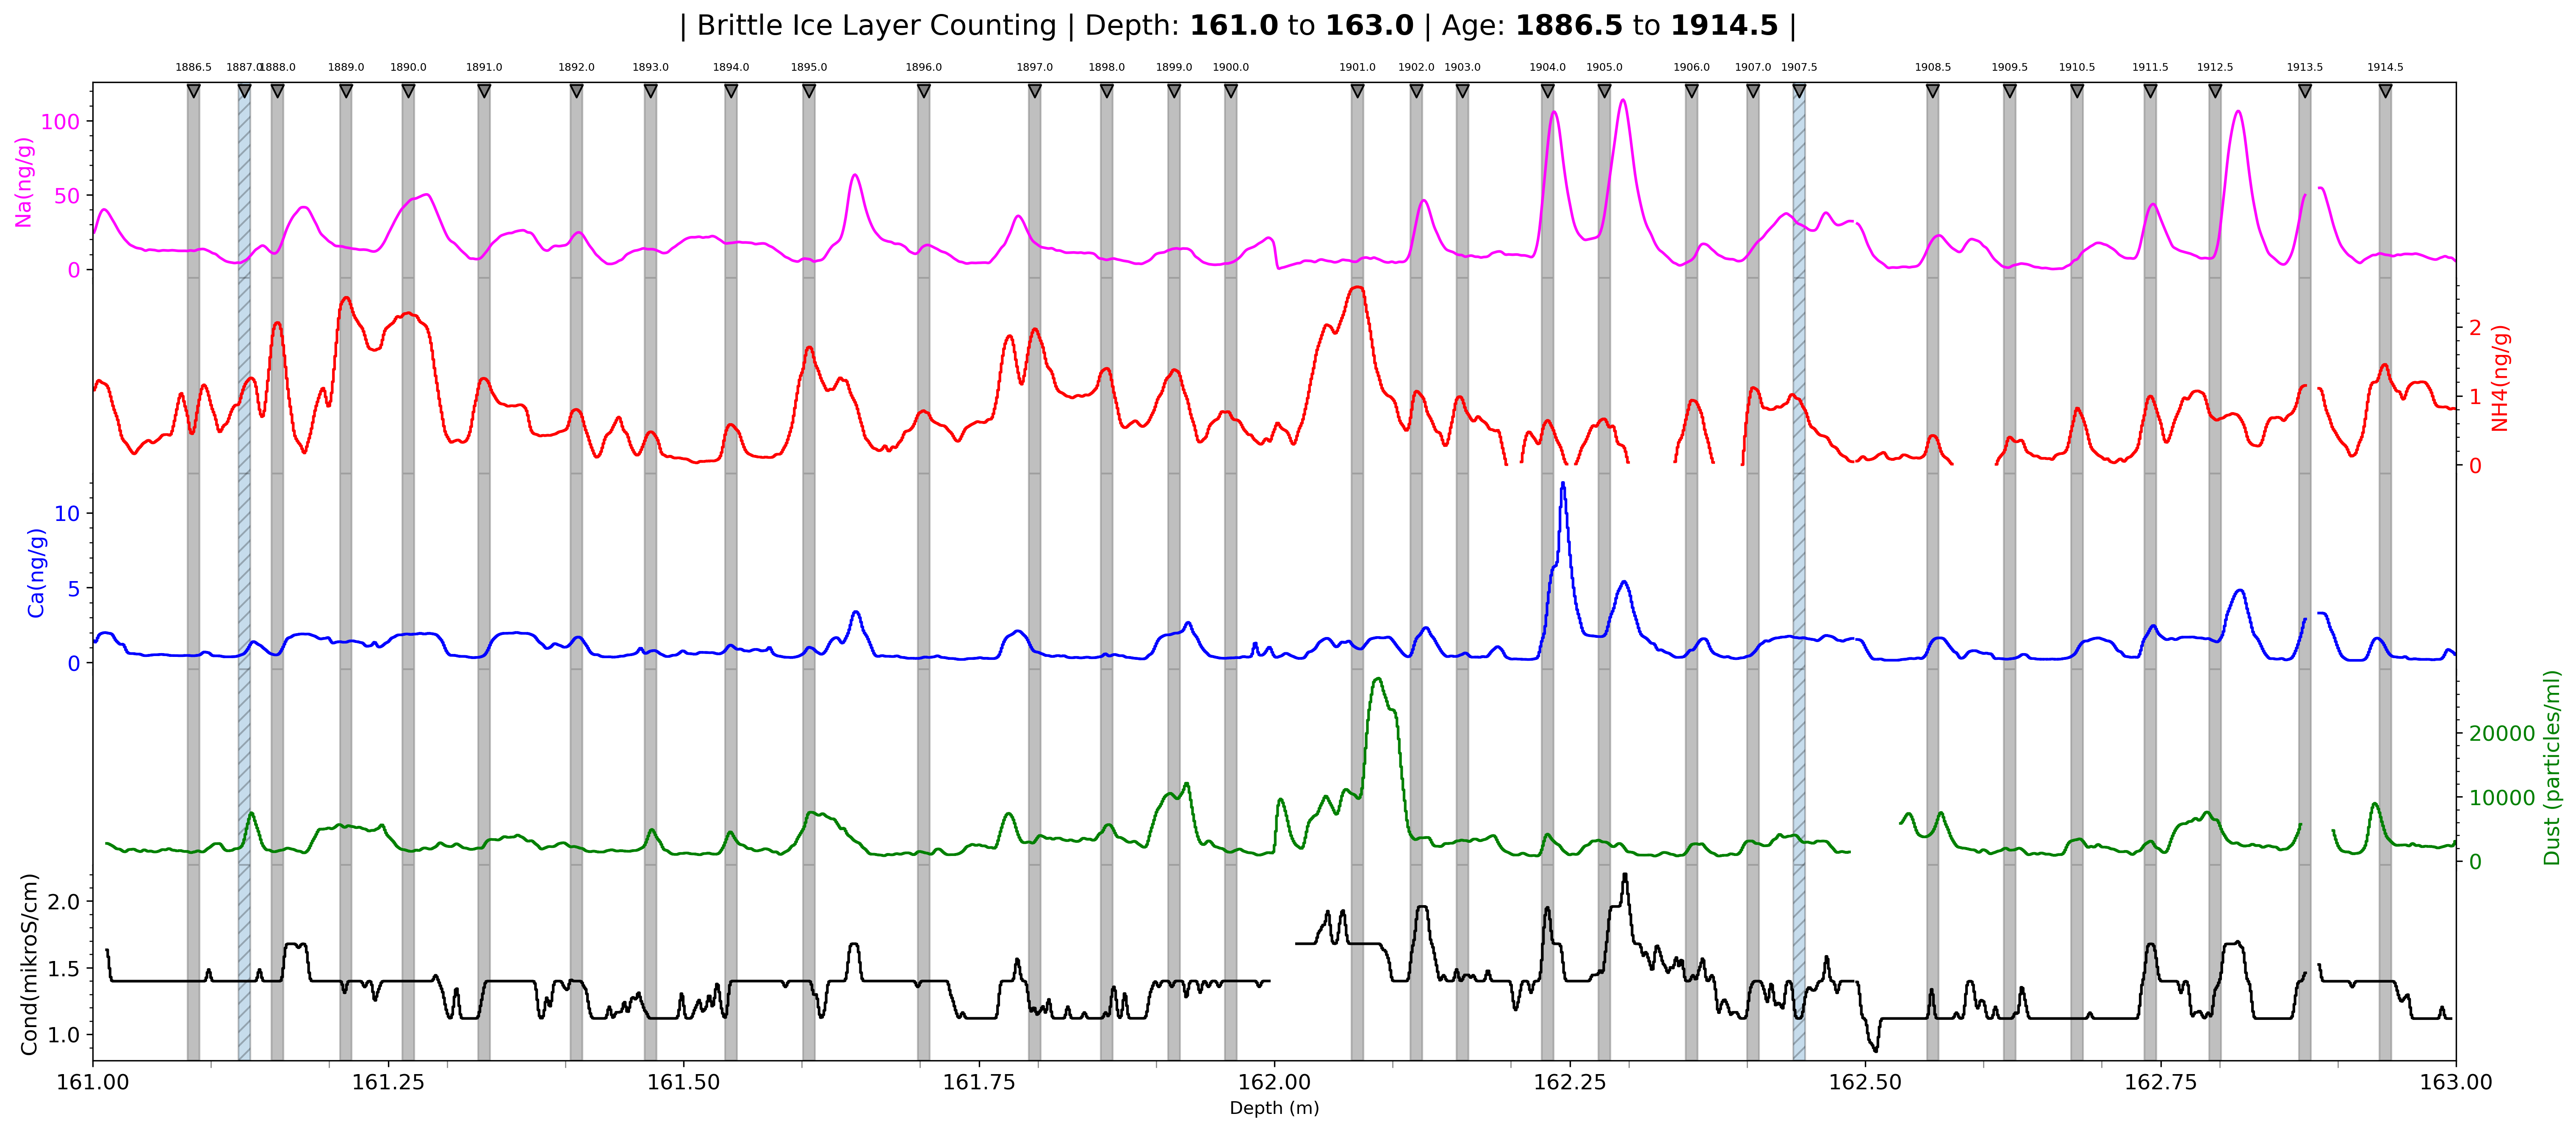 | Brittle Ice Layer Counting | Depth: 161.0 to 163.0 | Age: 1886.5 to 1914.5 |
1886.5 1887.0 1888.0 1889.0 1890.0 1891.0 1892.0 1893.0 1894.0 1895.0 1896.0 1897.0 1898.0 1899.0 1900.0 1901.0 1902.0 1903.0 1904.0 1905.0 1906.0 1907.0 1907.5 1908.5 1909.5 1910.5 1911.5 1912.5 1913.5 1914.5
Na(ng/g)
100
50
0
NH4(ng/g)
2
1
0
Ca(ng/g)
10
5
0
Dust (particles/ml)
20000
10000
0
Cond(mikroS/cm)
2.0
1.5
1.0
161.00 161.25 161.50 161.75 162.00 162.25 162.50 162.75 163.00
Depth (m)